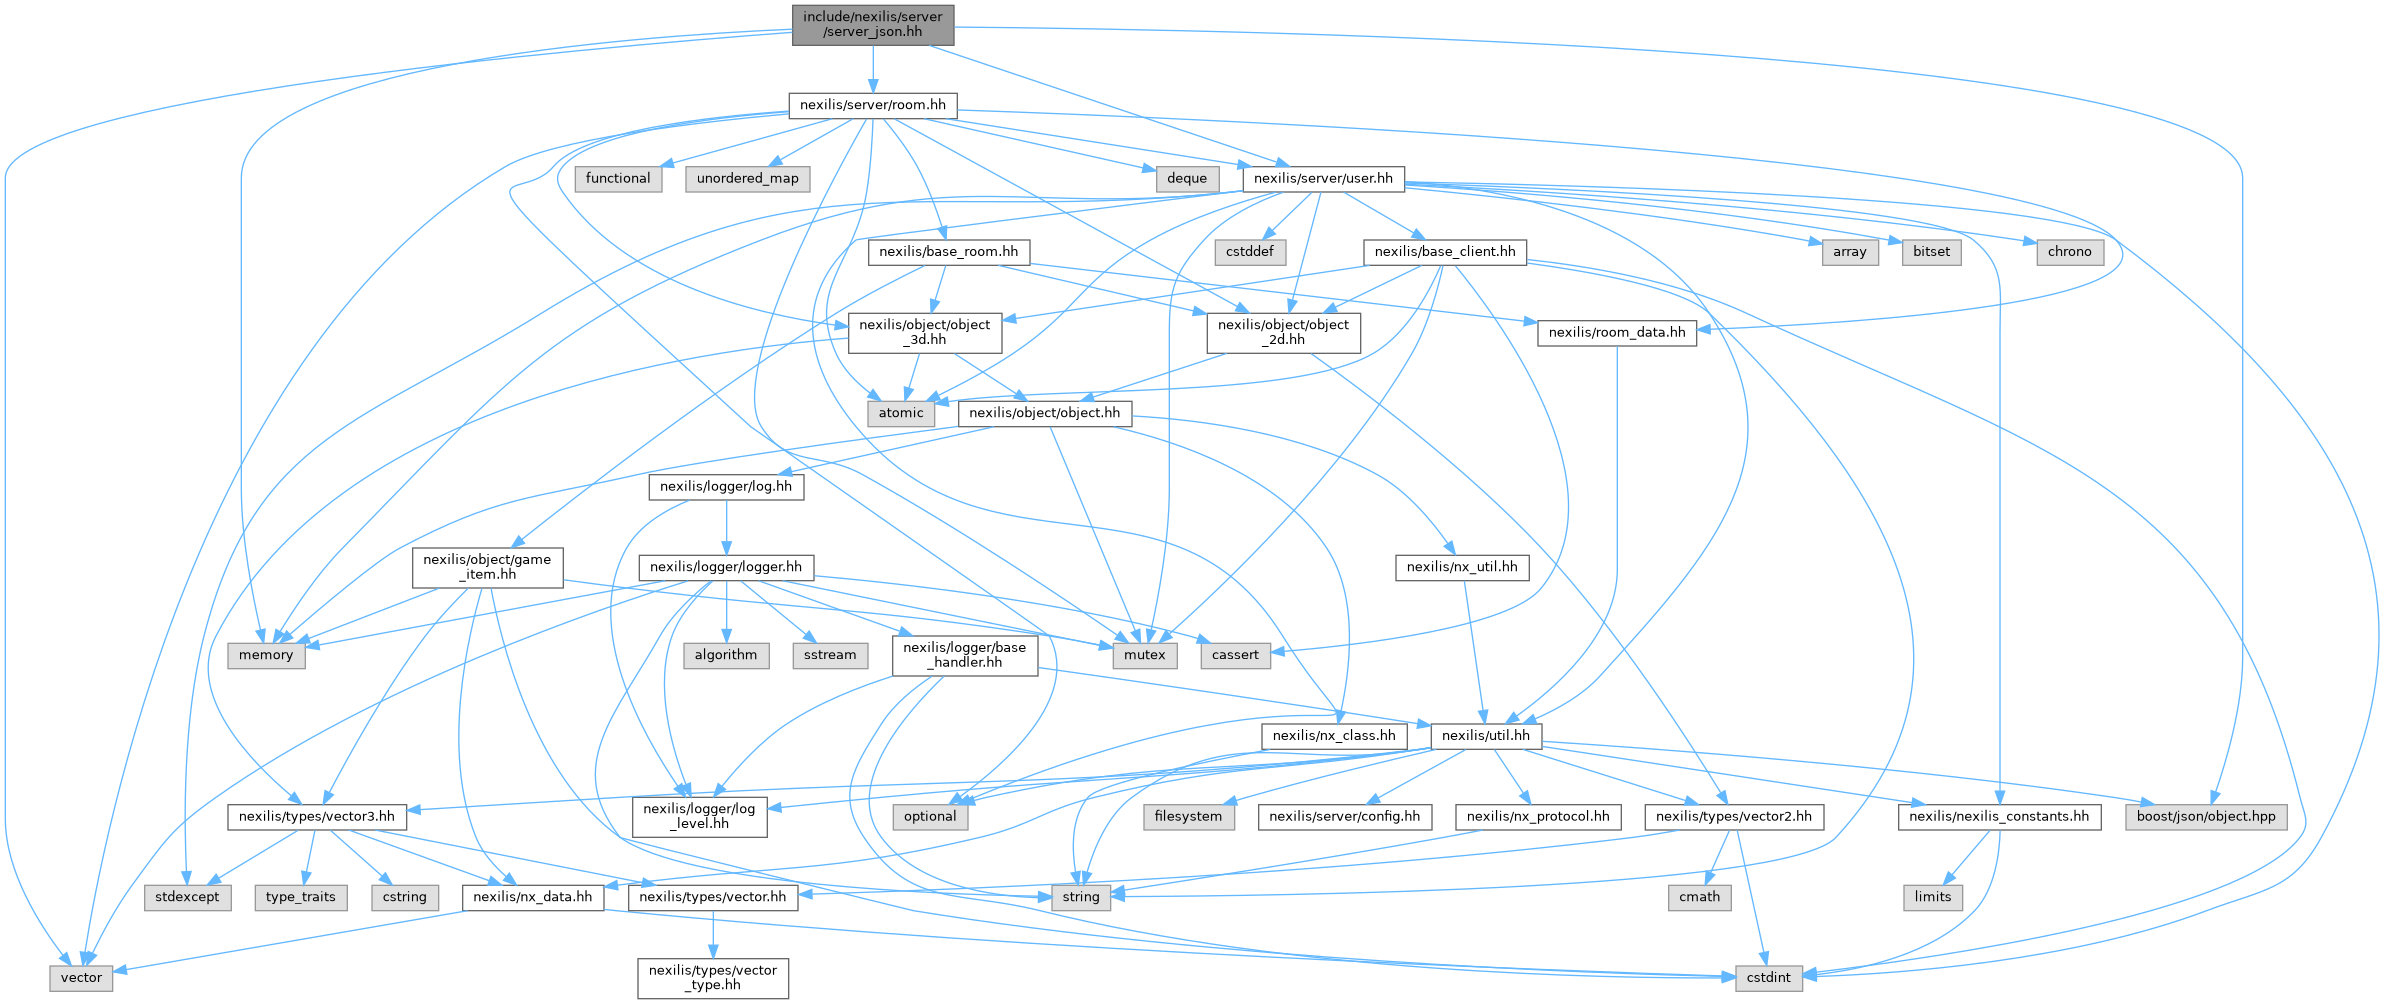 include/nexilis/server
/server_json.hh
nexilis/server/room.hh
functional
unordered_map
deque
nexilis/server/user.hh
nexilis/base_room.hh
cstddef
nexilis/base_client.hh
array
bitset
chrono
nexilis/object/object
_3d.hh
nexilis/object/object
_2d.hh
nexilis/room_data.hh
atomic
nexilis/object/object.hh
nexilis/logger/log.hh
nexilis/object/game
_item.hh
nexilis/logger/logger.hh
nexilis/nx_util.hh
memory
algorithm
sstream
nexilis/logger/base
_handler.hh
mutex
cassert
nexilis/nx_class.hh
nexilis/util.hh
nexilis/types/vector3.hh
nexilis/logger/log
_level.hh
optional
filesystem
nexilis/server/config.hh
nexilis/nx_protocol.hh
nexilis/types/vector2.hh
nexilis/nexilis_constants.hh
boost/json/object.hpp
stdexcept
type_traits
cstring
nexilis/nx_data.hh
nexilis/types/vector.hh
string
cmath
limits
vector
nexilis/types/vector
_type.hh
cstdint